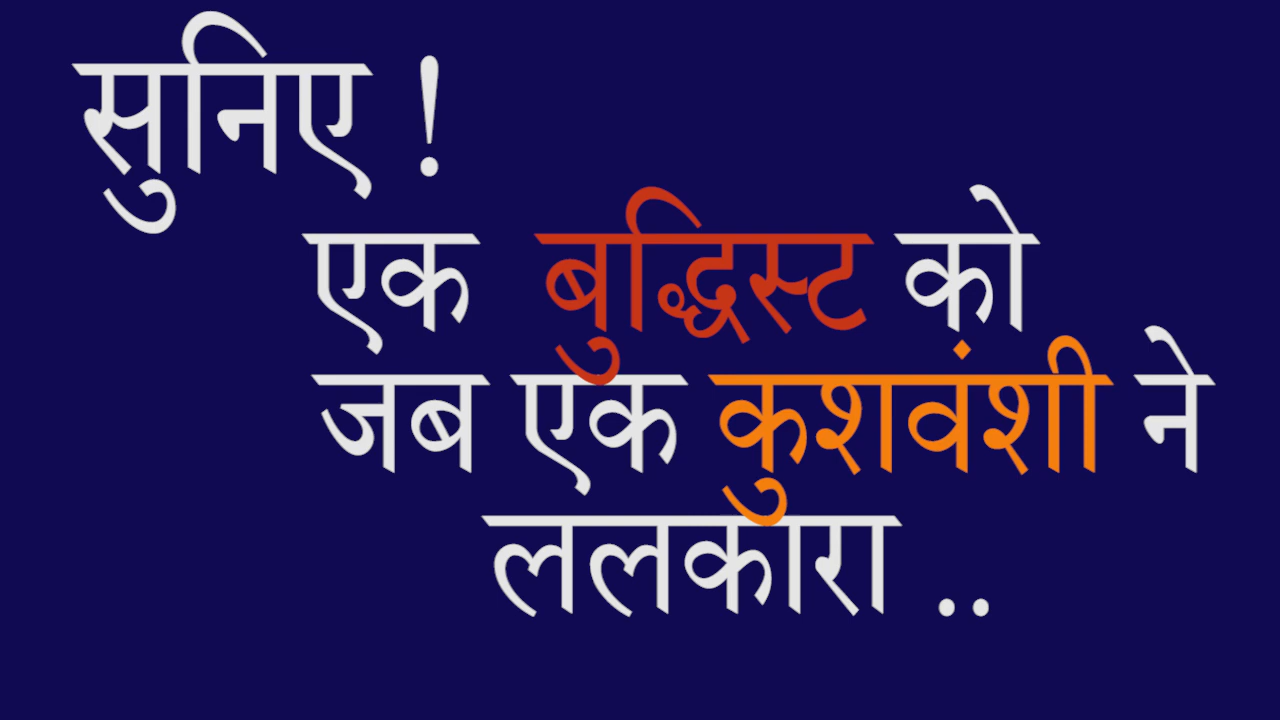 सुनिए !
एक बुद्धिस्ट को
जब एक कुशवंशी ने
ललकारा ..